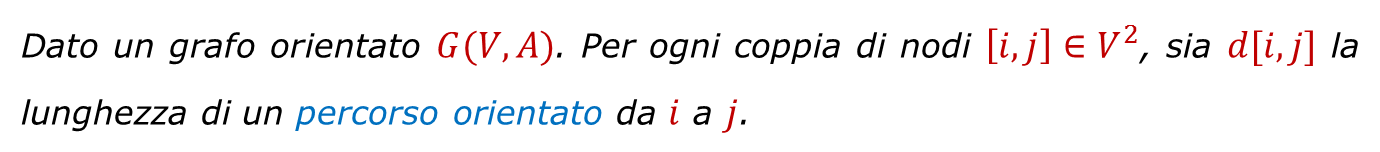 Dato un grafo orientato G(V, A). Per ogni coppia di nodi [i, j] ∈ V², sia d[i, j] la
lunghezza di un percorso orientato da i a j.